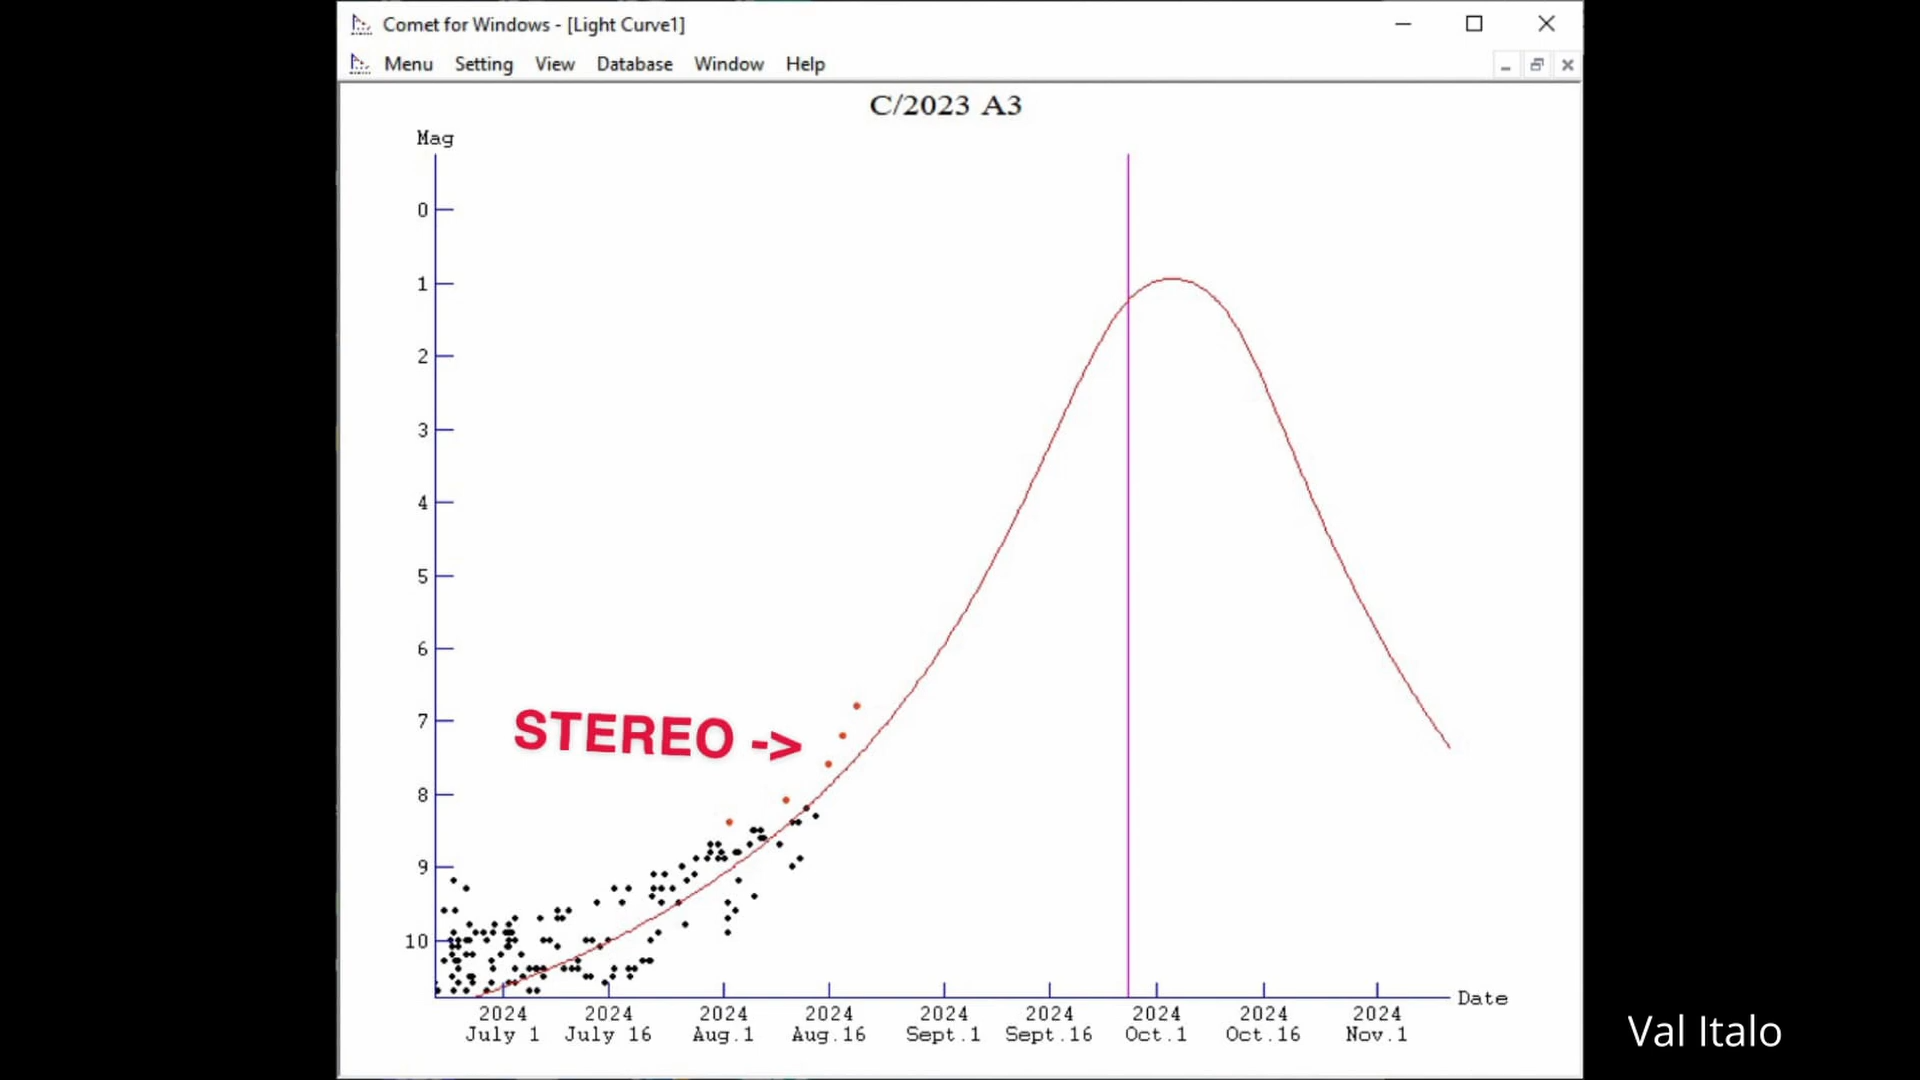 Comet for Windows - [Light Curve1]
Menu Setting View Database Window Help
C/2023 A3
Mag
0
1
2
3
4
5
6
7
8
9
10
STEREO ->
2024 2024 2024 2024 2024 2024 2024 2024 2024
July 1 July 16 Aug.1 Aug.16 Sept.1 Sept.16 Oct.1 Oct.16 Nov.1
Date
Val Italo